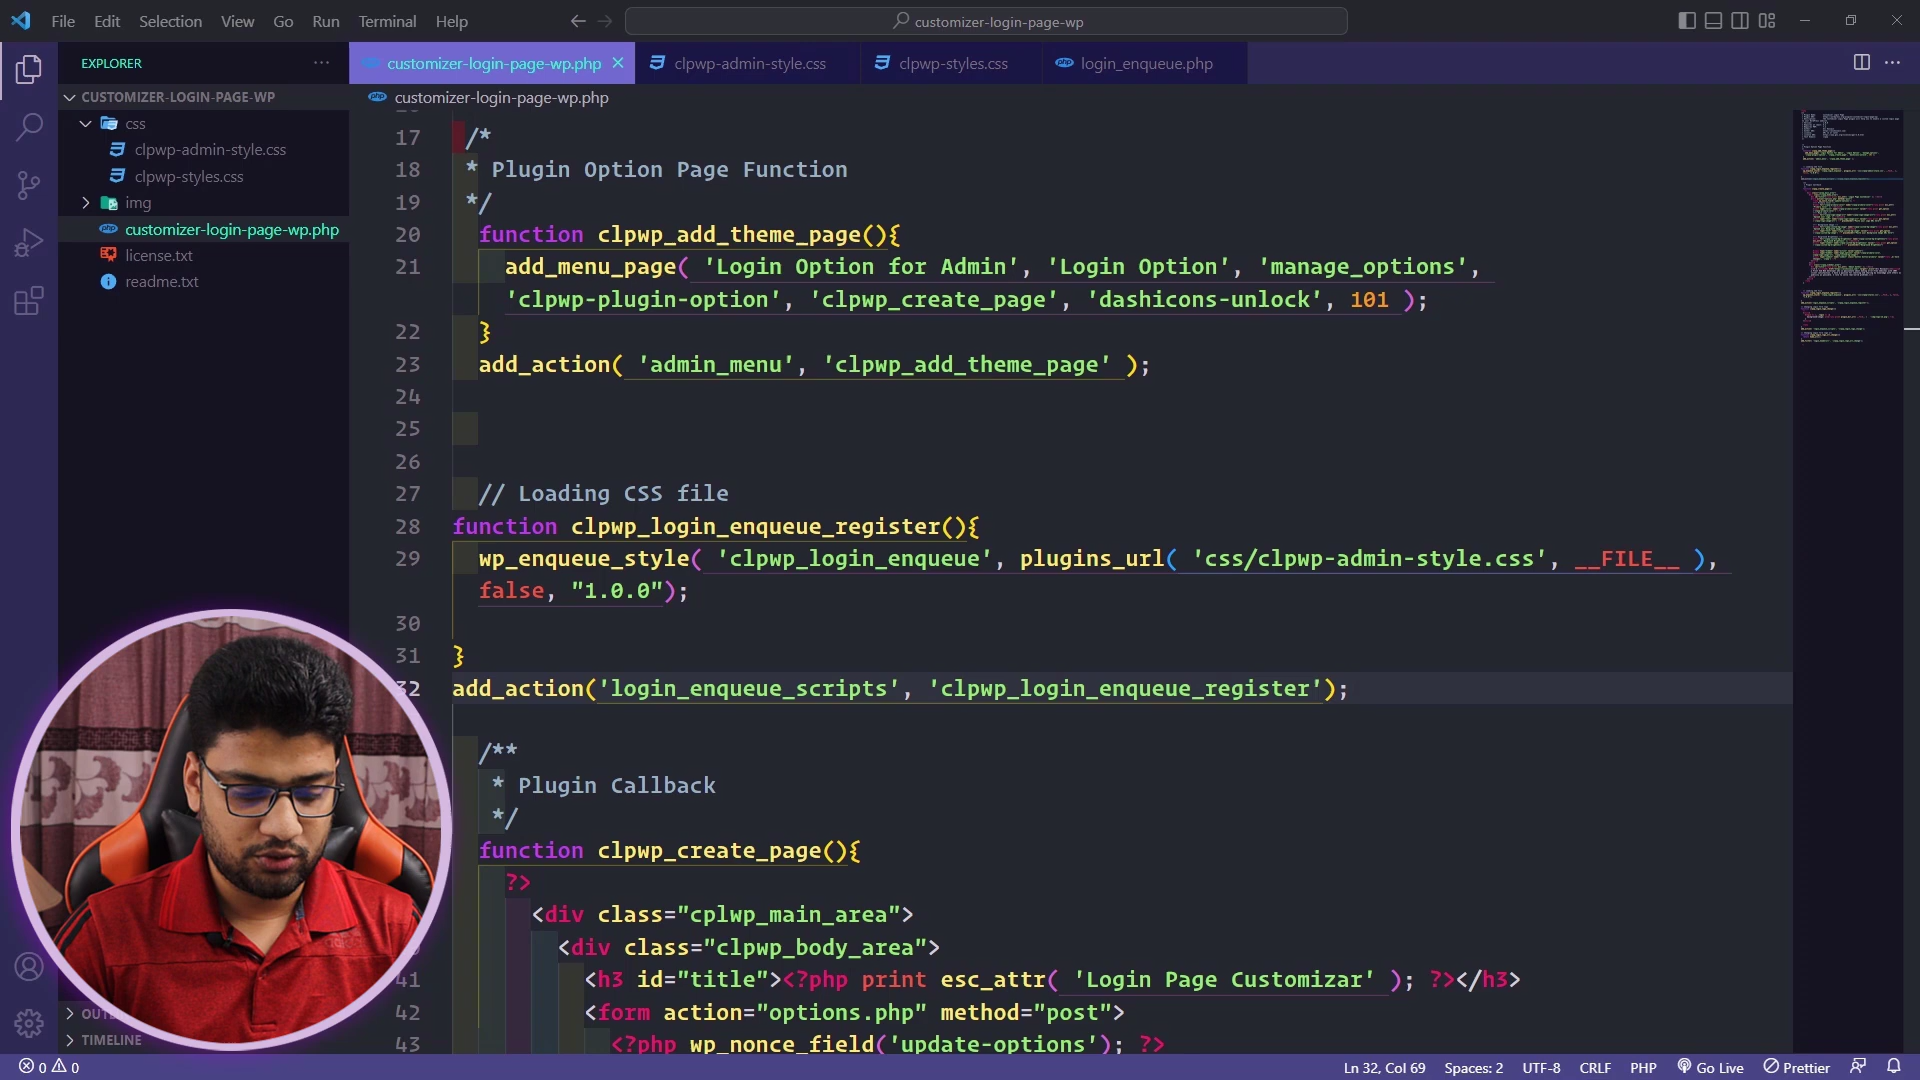 File Edit Selection View Go Run Terminal Help
customizer-login-page-wp
EXPLORER
customizer-login-page-wp.php
clpwp-admin-style.css
clpwp-styles.css
login_enqueue.php
CUSTOMIZER-LOGIN-PAGE-WP
css
clpwp-admin-style.css
clpwp-styles.css
img
customizer-login-page-wp.php
license.txt
readme.txt
customizer-login-page-wp.php
17 /*
18 * Plugin Option Page Function
19 */
20 function clpwp_add_theme_page(){
21 add_menu_page( 'Login Option for Admin', 'Login Option', 'manage_options',
'clpwp-plugin-option', 'clpwp_create_page', 'dashicons-unlock', 101 );
22 }
23 add_action( 'admin_menu', 'clpwp_add_theme_page' );
24
25
26
27 // Loading CSS file
28 function clpwp_login_enqueue_register(){
29 wp_enqueue_style( 'clpwp_login_enqueue', plugins_url( 'css/clpwp-admin-style.css', __FILE__ ),
false, "1.0.0");
30
31 }
32 add_action('login_enqueue_scripts', 'clpwp_login_enqueue_register');
/**
* Plugin Callback
*/
function clpwp_create_page(){
?>
<div class="cplwp_main_area">
<div class="clpwp_body_area">
41 <h3 id="title"><?php print esc_attr( 'Login Page Customizar' ); ?></h3>
42 <form action="options.php" method="post">
43 <?php wp_nonce_field('update-options'); ?>
TIMELINE
0 0
Ln 32, Col 69 Spaces: 2 UTF-8 CRLF PHP Go Live Prettier